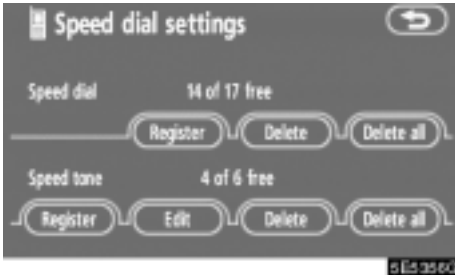 Speed dial settings
Speed dial 14 of 17 free
Register Delete Delete all
Speed tone 4 of 6 free
Register Edit Delete Delete all